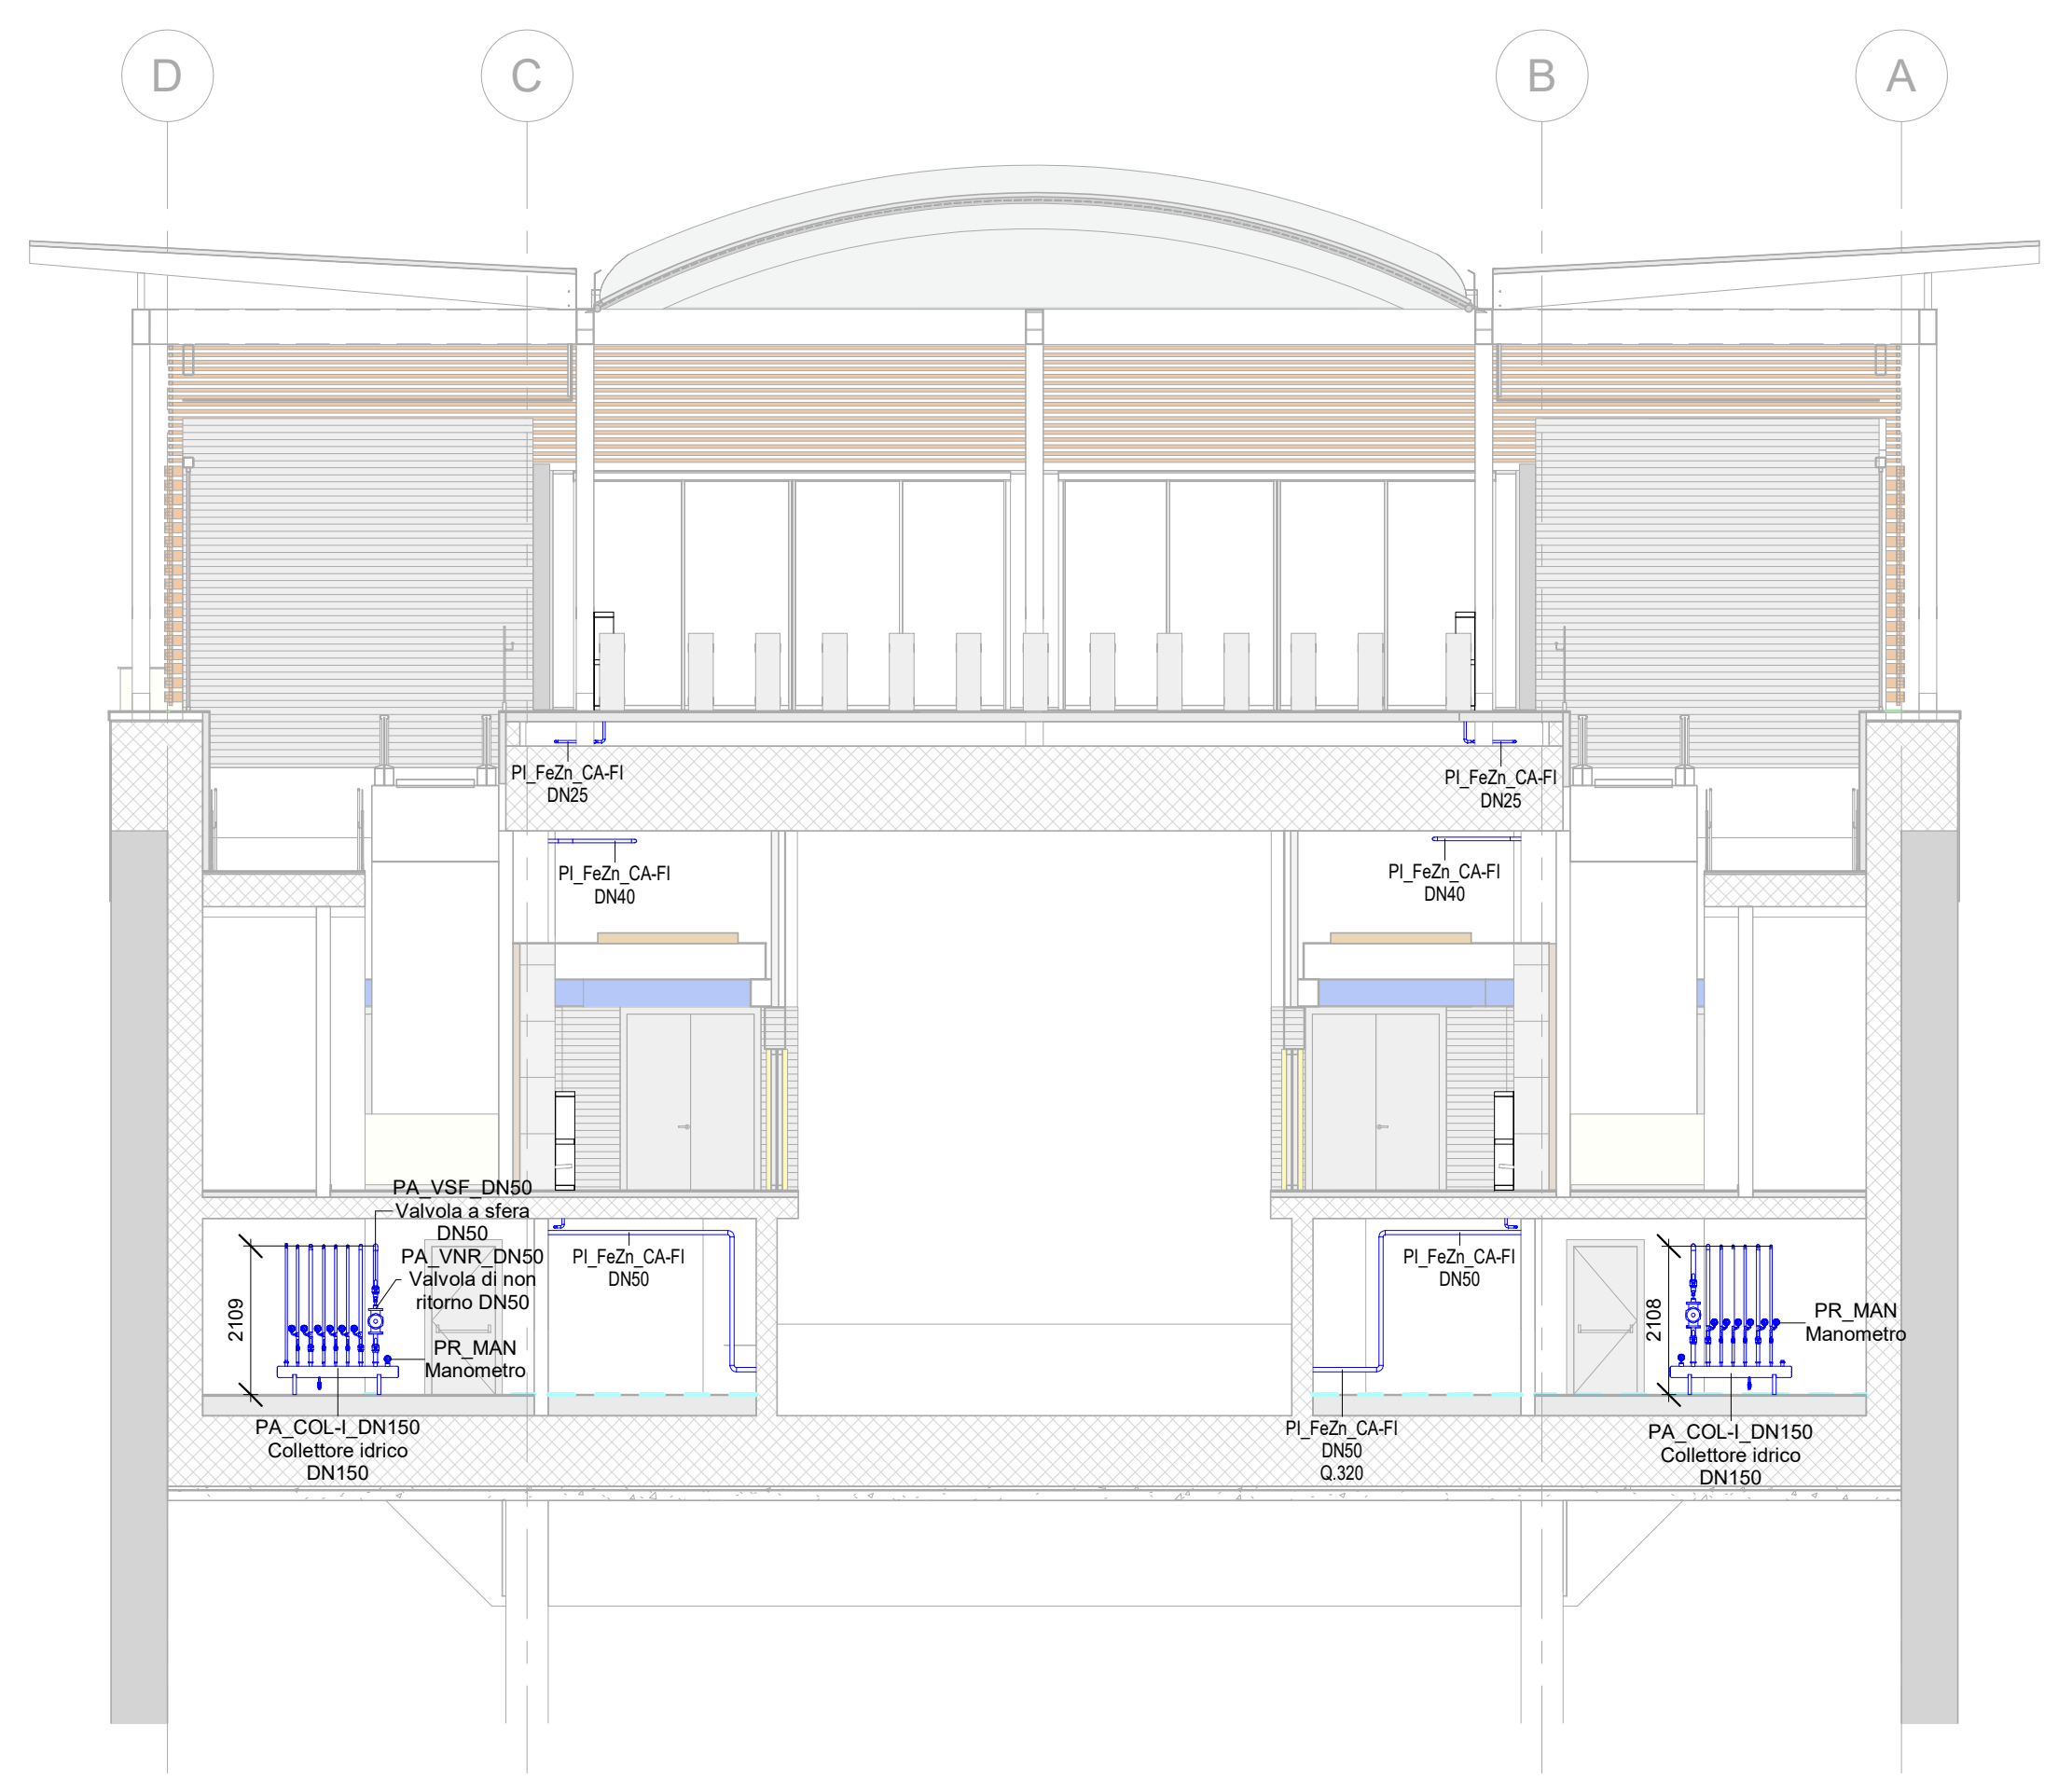 D
C
B
A
PI_FeZn_CA-FI
DN25
PI_FeZn_CA-FI
DN25
PI_FeZn_CA-FI
DN40
PI_FeZn_CA-FI
DN40
PA_VSF_DN50
Valvola a sfera
DN50
PA_VNR_DN50
Valvola di non
ritorno DN50
PI_FeZn_CA-FI
DN50
PI_FeZn_CA-FI
DN50
2109
PR_MAN
Manometro
2108
PR_MAN
Manometro
PA_COL-I_DN150
Collettore idrico
DN150
PI_FeZn_CA-FI
DN50
Q.320
PA_COL-I_DN150
Collettore idrico
DN150